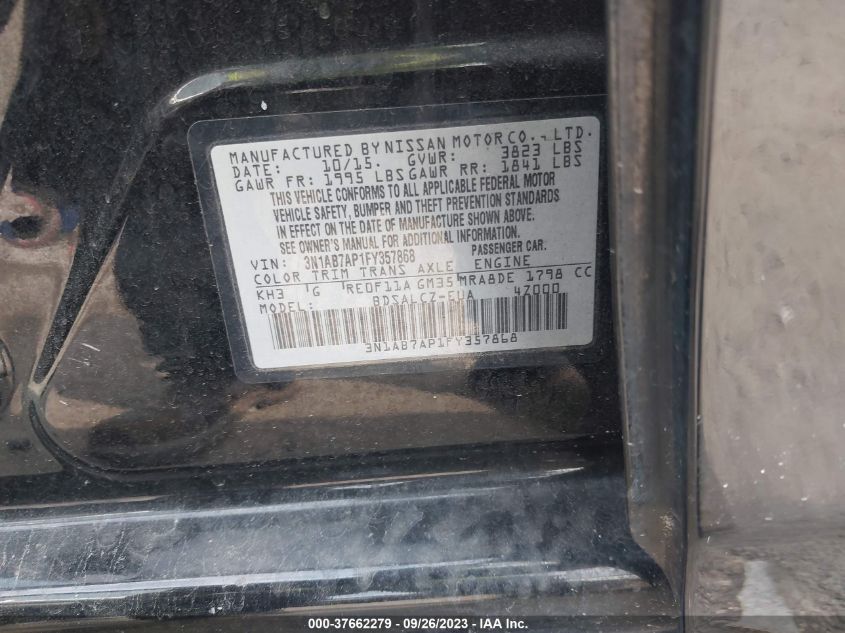 MANUFACTURED BY NISSAN MOTOR CO., LTD.
DATE: 10/15. GVWR: 3823 LBS
GAWR FR: 1995 LBS GAWR RR: 1841 LBS
THIS VEHICLE CONFORMS TO ALL APPLICABLE FEDERAL MOTOR
VEHICLE SAFETY, BUMPER AND THEFT PREVENTION STANDARDS
IN EFFECT ON THE DATE OF MANUFACTURE SHOWN ABOVE.
SEE OWNER'S MANUAL FOR ADDITIONAL INFORMATION.
VIN: 3N1AB7AP1FY357868 PASSENGER CAR.
COLOR TRIM TRANS AXLE ENGINE
KH3 G RE0F11A GM35 MRA8DE 1798 CC
MODEL: BDSALCZ-EUA 4Z000
3N1AB7AP1FY357868
000-37662279 - 09/26/2023 - IAA Inc.